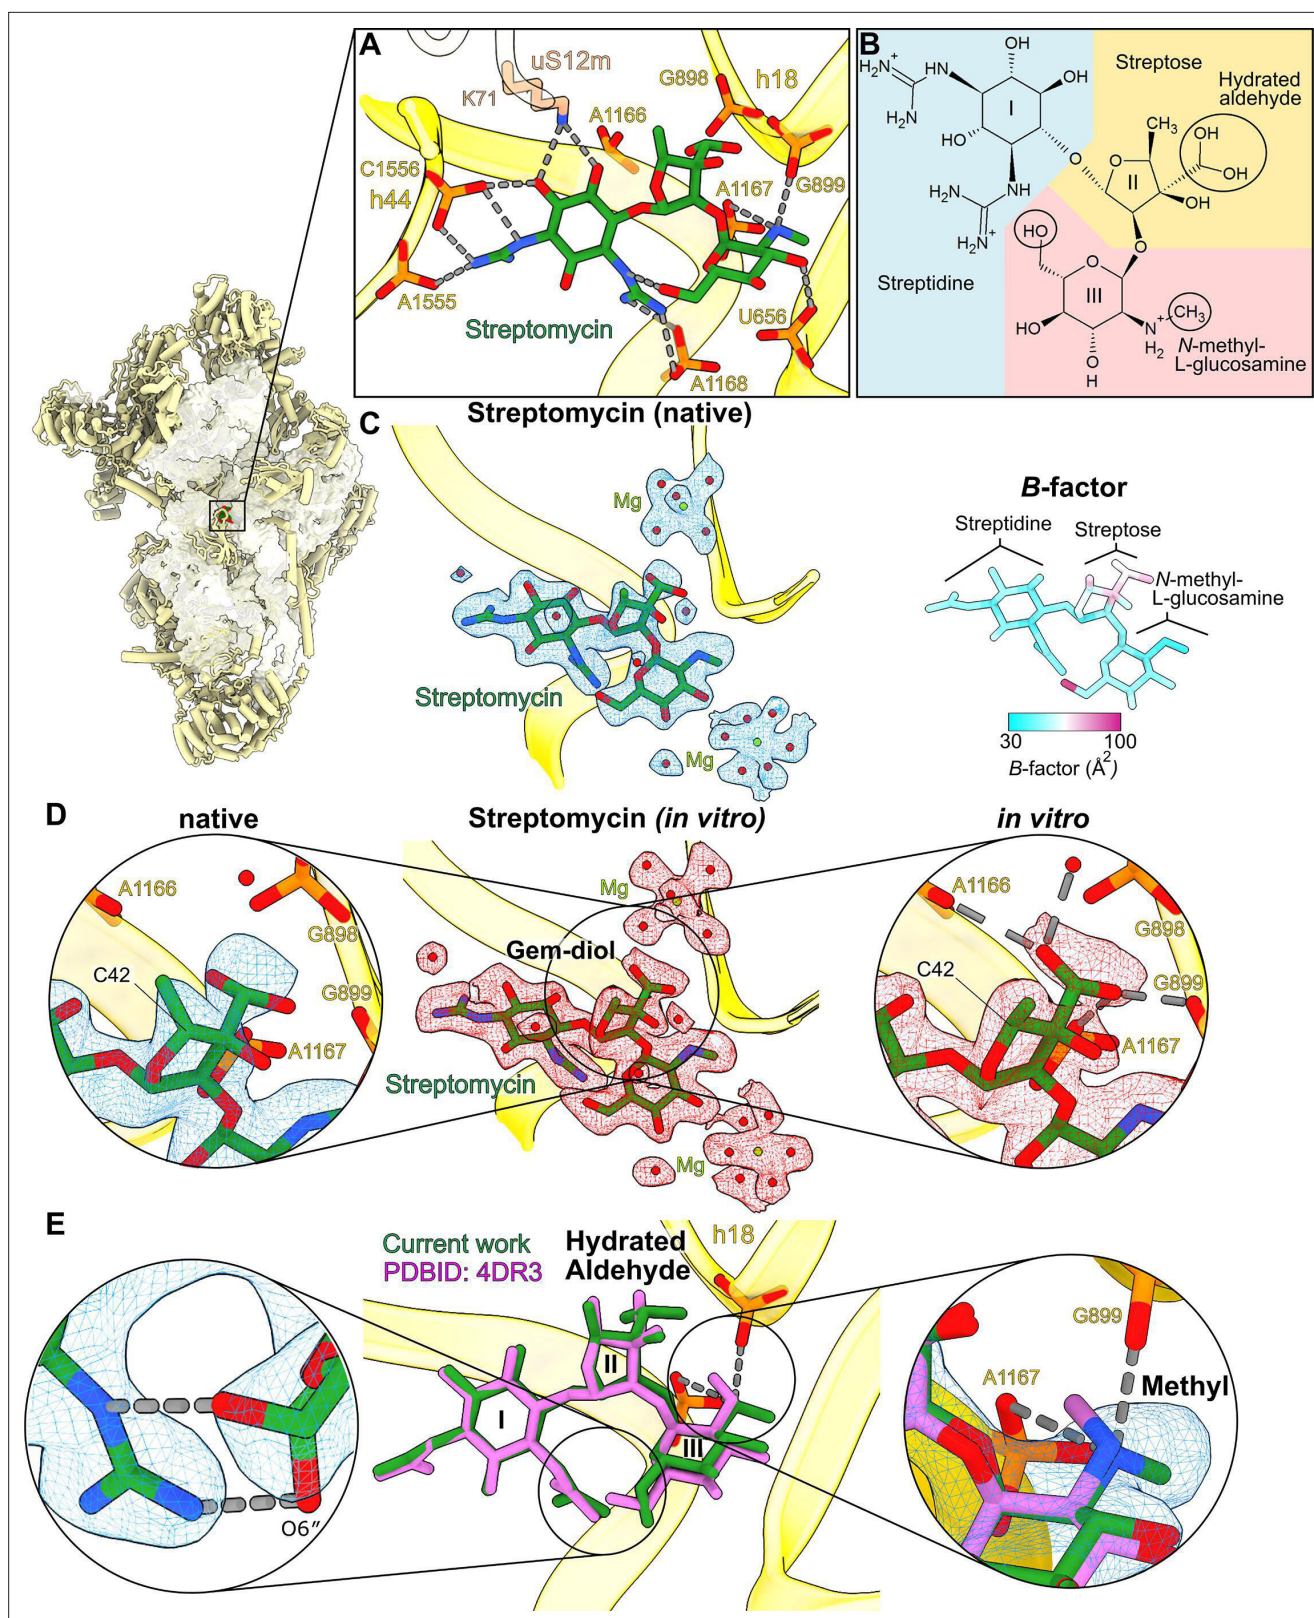 A
uS12m
K71
G898
h18
A1166
C1556
h44
A1167
G899
A1555
Streptomycin
U656
A1168
B
OH
Streptose
H₂N⁺
HN
OH
Hydrated
aldehyde
H₂N
I
HO
OH
CH₃
OH
OH
O
O
II
OH
H₂N
NH
H₂N⁺
HO
O
O
Streptidine
III
HO
N⁺
H₂
CH₃
O
H
N-methyl-
L-glucosamine
Streptomycin (native)
C
Mg
Streptomycin
Mg
B-factor
Streptidine
Streptose
N-methyl-
L-glucosamine
30
100
B-factor (Å²)
D
native
Streptomycin (in vitro)
in vitro
A1166
G898
C42
G899
A1167
Mg
Gem-diol
Streptomycin
Mg
A1166
G898
C42
G899
A1167
E
Current work
PDBID: 4DR3
Hydrated
Aldehyde
h18
I
II
III
O6″
G899
A1167
Methyl